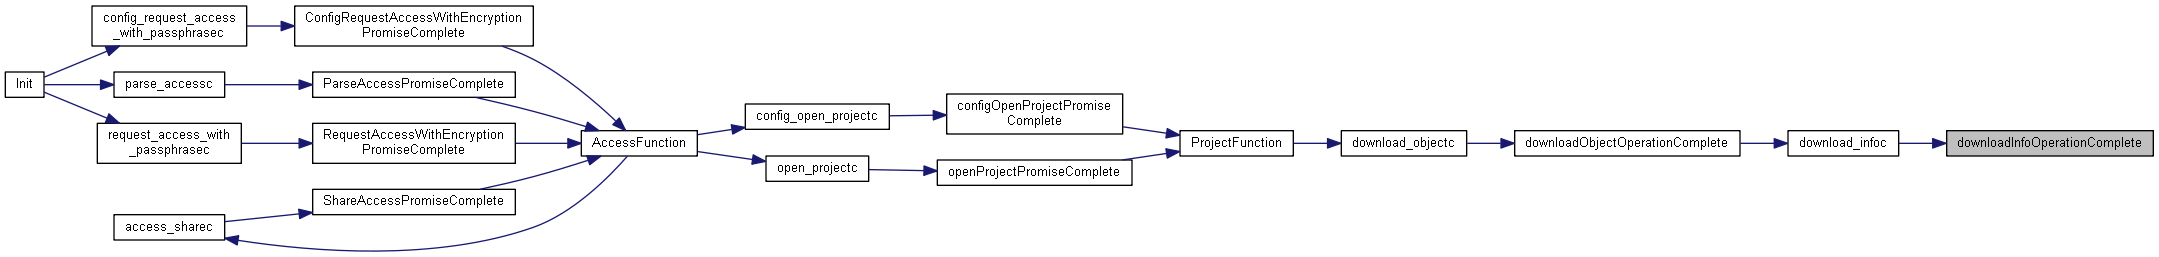 Init
config_request_access
_with_passphrasec
parse_accessc
request_access_with
_passphrasec
access_sharec
ConfigRequestAccessWithEncryption
PromiseComplete
ParseAccessPromiseComplete
RequestAccessWithEncryption
PromiseComplete
ShareAccessPromiseComplete
AccessFunction
config_open_projectc
open_projectc
configOpenProjectPromise
Complete
openProjectPromiseComplete
ProjectFunction
download_objectc
downloadObjectOperationComplete
download_infoc
downloadInfoOperationComplete